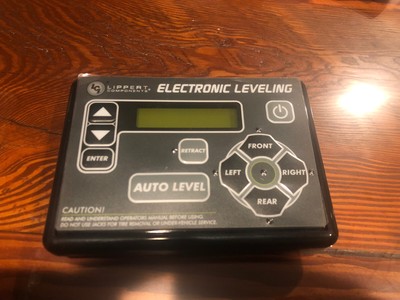 LIPPERT
COMPONENTS
ELECTRONIC LEVELING
ENTER
RETRACT
AUTO LEVEL
FRONT
LEFT
RIGHT
REAR
CAUTION!
READ AND UNDERSTAND OPERATORS MANUAL BEFORE USING.
DO NOT USE JACKS FOR TIRE REMOVAL OR UNDER VEHICLE SERVICE.